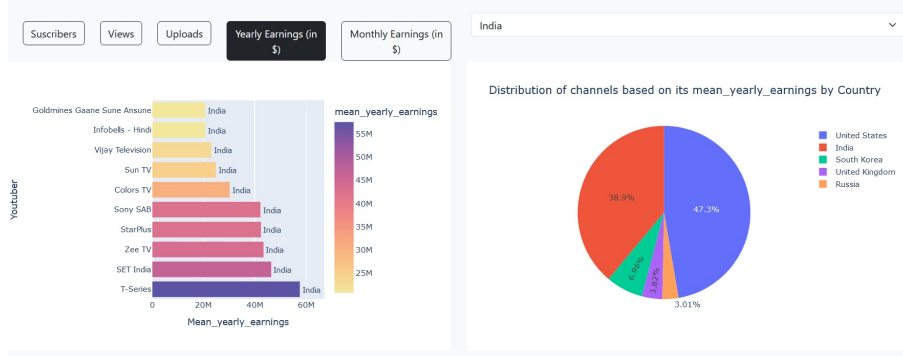 Suscribers
Views
Uploads
Yearly Earnings (in
$)
Monthly Earnings (in
$)
India
Youtuber
Goldmines Gaane Sune Ansune
India
Infobells - Hindi
India
Vijay Television
India
Sun TV
India
Colors TV
India
Sony SAB
India
StarPlus
India
Zee TV
India
SET India
India
T-Series
India
0
20M
40M
60M
Mean_yearly_earnings
mean_yearly_earnings
55M
50M
45M
40M
35M
30M
25M
Distribution of channels based on its mean_yearly_earnings by Country
38.9%
47.3%
6.96%
3.82%
3.01%
United States
India
South Korea
United Kingdom
Russia